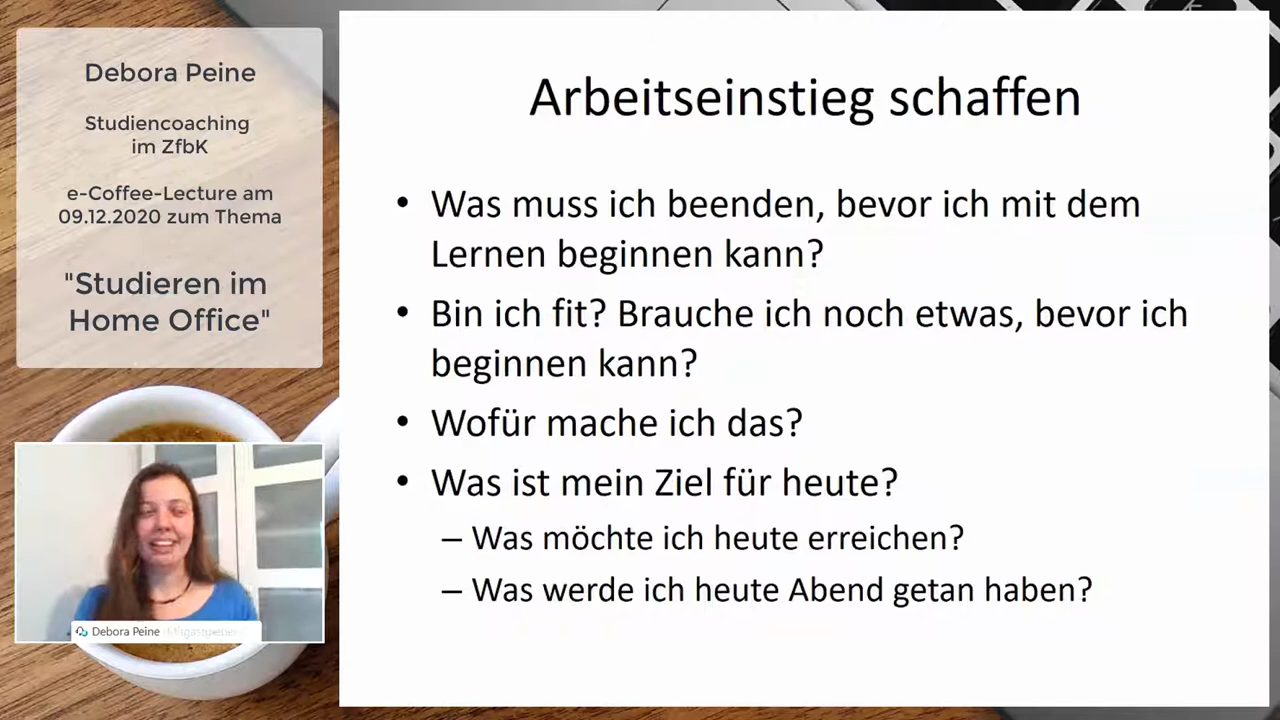 Debora Peine
Studiencoaching
im ZfbK
e-Coffee-Lecture am
09.12.2020 zum Thema
"Studieren im
Home Office"
Debora Peine
Arbeitseinstieg schaffen
• Was muss ich beenden, bevor ich mit dem
Lernen beginnen kann?
• Bin ich fit? Brauche ich noch etwas, bevor ich
beginnen kann?
• Wofür mache ich das?
• Was ist mein Ziel für heute?
– Was möchte ich heute erreichen?
– Was werde ich heute Abend getan haben?